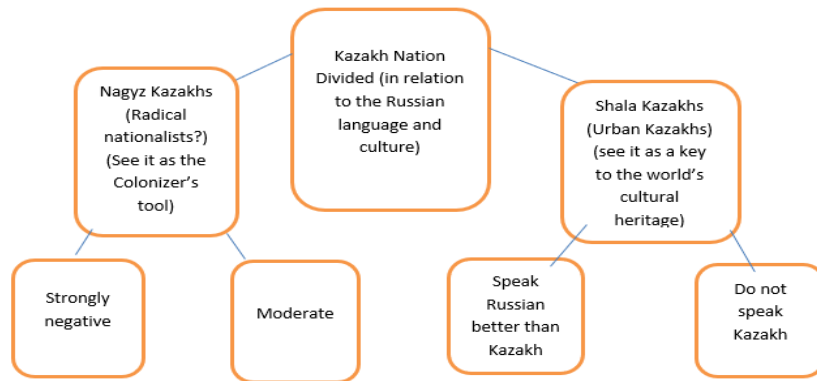 Kazakh Nation
Divided (in relation
to the Russian
language and
culture)
Nagyz Kazakhs
(Radical
nationalists?)
(See it as the
Colonizer's
tool)
Shala Kazakhs
(Urban Kazakhs)
(see it as a key
to the world's
cultural
heritage)
Strongly
negative
Moderate
Speak
Russian
better than
Kazakh
Do not
speak
Kazakh